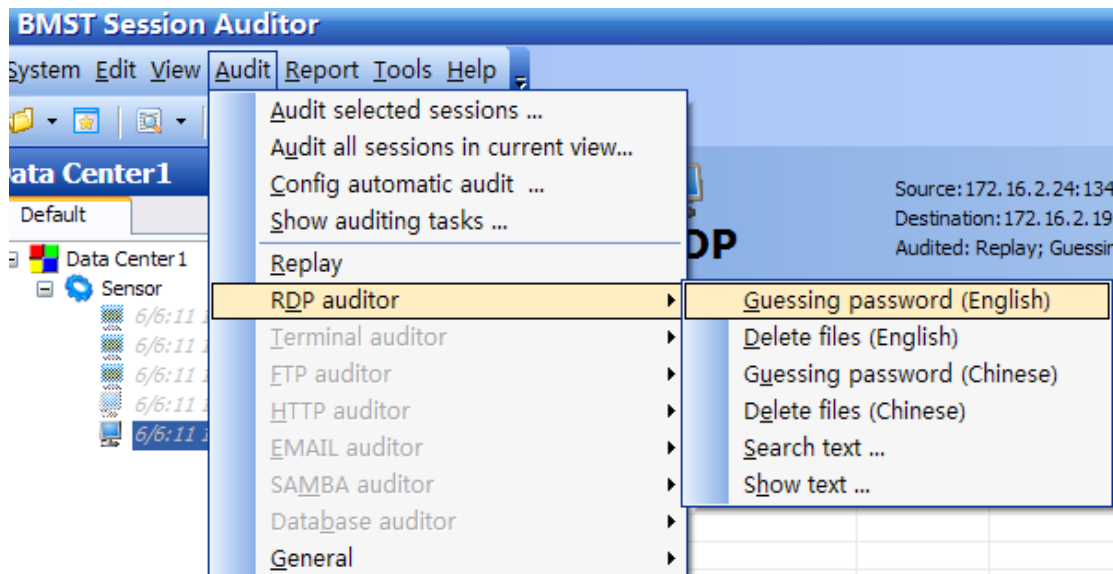 BMST Session Auditor
System Edit View Audit Report Tools Help
Audit selected sessions ...
Audit all sessions in current view...
Config automatic audit ...
Show auditing tasks ...
Replay
RDP auditor
Terminal auditor
FTP auditor
HTTP auditor
EMAIL auditor
SAMBA auditor
Database auditor
General
Guessing password (English)
Delete files (English)
Guessing password (Chinese)
Delete files (Chinese)
Search text ...
Show text ...
Center1
Default
Data Center1
Sensor
6/6:11
6/6:11
6/6:11
6/6:11
6/6:11
DP
Source:172.16.2.24:134
Destination:172.16.2.19
Audited: Replay;